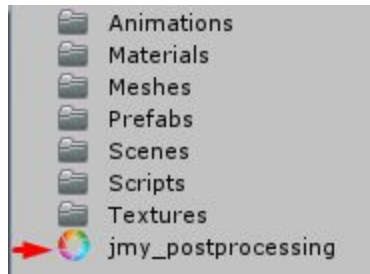 Animations
Materials
Meshes
Prefabs
Scenes
Scripts
Textures
jmy_postprocessing